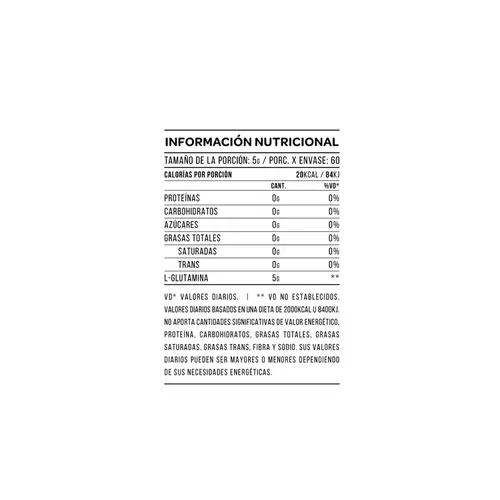 INFORMACIÓN NUTRICIONAL
TAMAÑO DE LA PORCIÓN: 5G / PORC. X ENVASE: 60
CALORÍAS POR PORCIÓN 20KCAL / 84KJ
CANT. %VD*
PROTEÍNAS 0G 0%
CARBOHIDRATOS 0G 0%
AZÚCARES 0G 0%
GRASAS TOTALES 0G 0%
SATURADAS 0G 0%
TRANS 0G 0%
L-GLUTAMINA 5G **
VD* VALORES DIARIOS. | ** VD NO ESTABLECIDOS.
VALORES DIARIOS BASADOS EN UNA DIETA DE 2000KCAL U 8400KJ.
NO APORTA CANTIDADES SIGNIFICATIVAS DE VALOR ENERGÉTICO,
PROTEÍNA, CARBOHIDRATOS, GRASAS TOTALES, GRASAS
SATURADAS, GRASAS TRANS, FIBRA Y SODIO. SUS VALORES
DIARIOS PUEDEN SER MAYORES O MENORES DEPENDIENDO
DE SUS NECESIDADES ENERGÉTICAS.